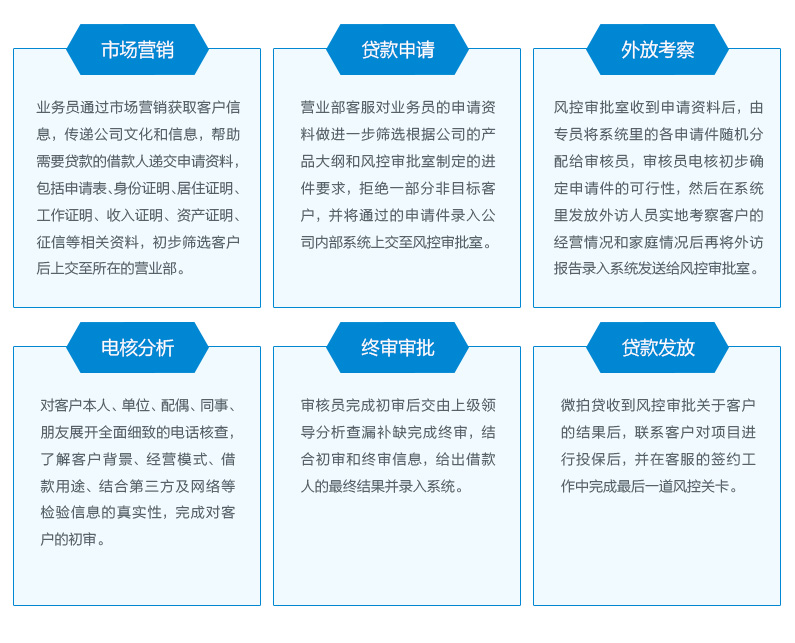 市场营销
业务员通过市场营销获取客户信
息，传递公司文化和信息，帮助
需要贷款的借款人递交申请资料，
包括申请表、身份证明、居住证明、
工作证明、收入证明、资产证明、
征信等相关资料，初步筛选客户
后上交至所在的营业部。
贷款申请
营业部客服对业务员的申请资
料做进一步筛选根据公司的产
品大纲和风控审批室制定的进
件要求，拒绝一部分非目标客
户，并将通过的申请件录入公
司内部系统上交至风控审批室。
外放考察
风控审批室收到申请资料后，由
专员将系统里的各申请件随机分
配给审核员，审核员电核初步确
定申请件的可行性，然后在系统
里发放外访人员实地考察客户的
经营情况和家庭情况后再将外访
报告录入系统发送给风控审批室。
电核分析
对客户本人、单位、配偶、同事、
朋友展开全面细致的电话核查，
了解客户背景、经营模式、借
款用途、结合第三方及网络等
检验信息的真实性，完成对客
户的初审。
终审审批
审核员完成初审后交由上级领
导分析查漏补缺完成终审，结
合初审和终审信息，给出借款
人的最终结果并录入系统。
贷款发放
微拍贷收到风控审批关于客户
的结果后，联系客户对项目进
行投保后，并在客服的签约工
作中完成最后一道风控关卡。